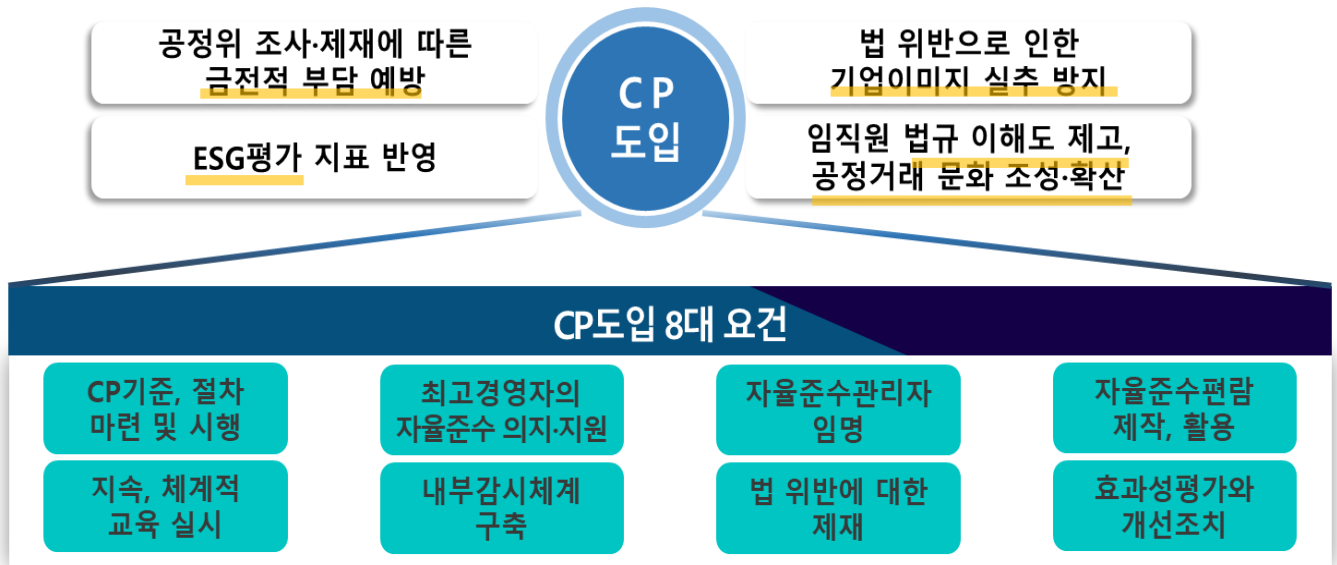 공정위 조사·제재에 따른
금전적 부담 예방
ESG평가 지표 반영
CP
도입
법 위반으로 인한
기업이미지 실추 방지
임직원 법규 이해도 제고,
공정거래 문화 조성·확산
CP도입 8대 요건
CP기준, 절차
마련 및 시행
최고경영자의
자율준수 의지·지원
자율준수관리자
임명
자율준수편람
제작, 활용
지속, 체계적
교육 실시
내부감시체계
구축
법 위반에 대한
제재
효과성평가와
개선조치